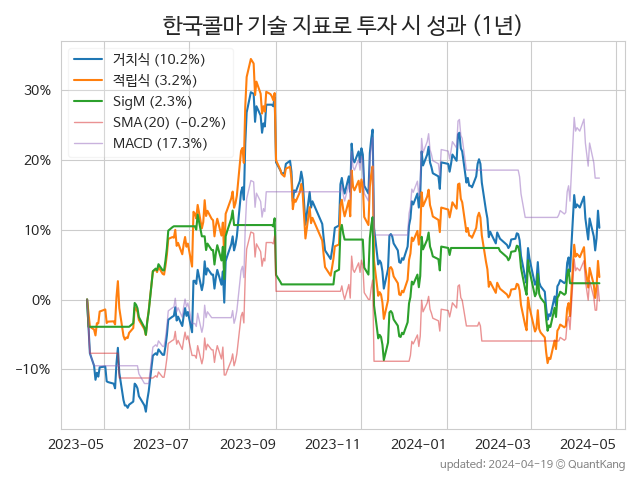 한국콜마 기술 지표로 투자 시 성과 (1년)
거치식 (10.2%)
적립식 (3.2%)
SigM (2.3%)
SMA(20) (−0.2%)
MACD (17.3%)
30%
20%
10%
0%
−10%
2023-05 2023-07 2023-09 2023-11 2024-01 2024-03 2024-05
updated: 2024-04-19 © QuantKang